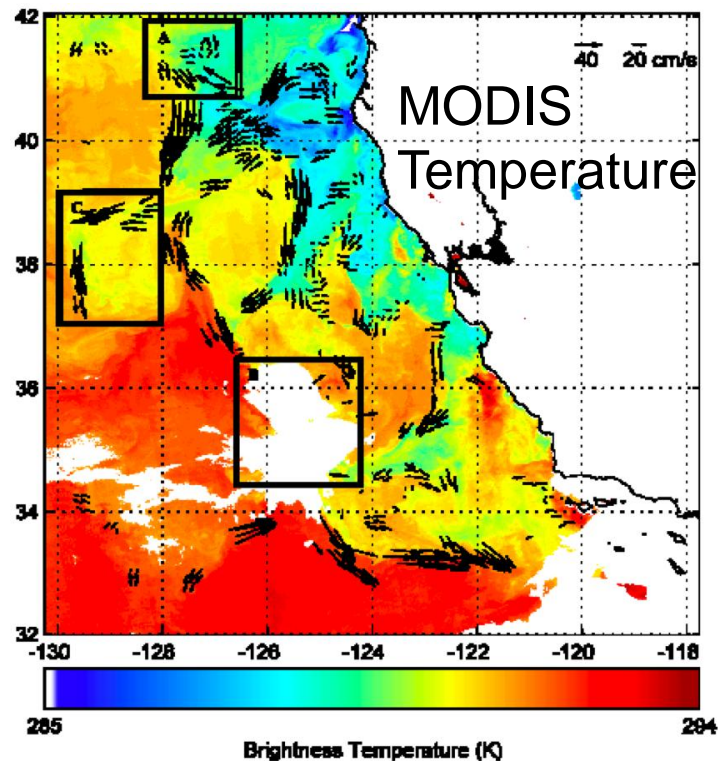 42
A
40 20 cm/s
MODIS
40
Temperature
C
38
36
B
34
32
-130 -128 -126 -124 -122 -120 -118
285 294
Brightness Temperature (K)